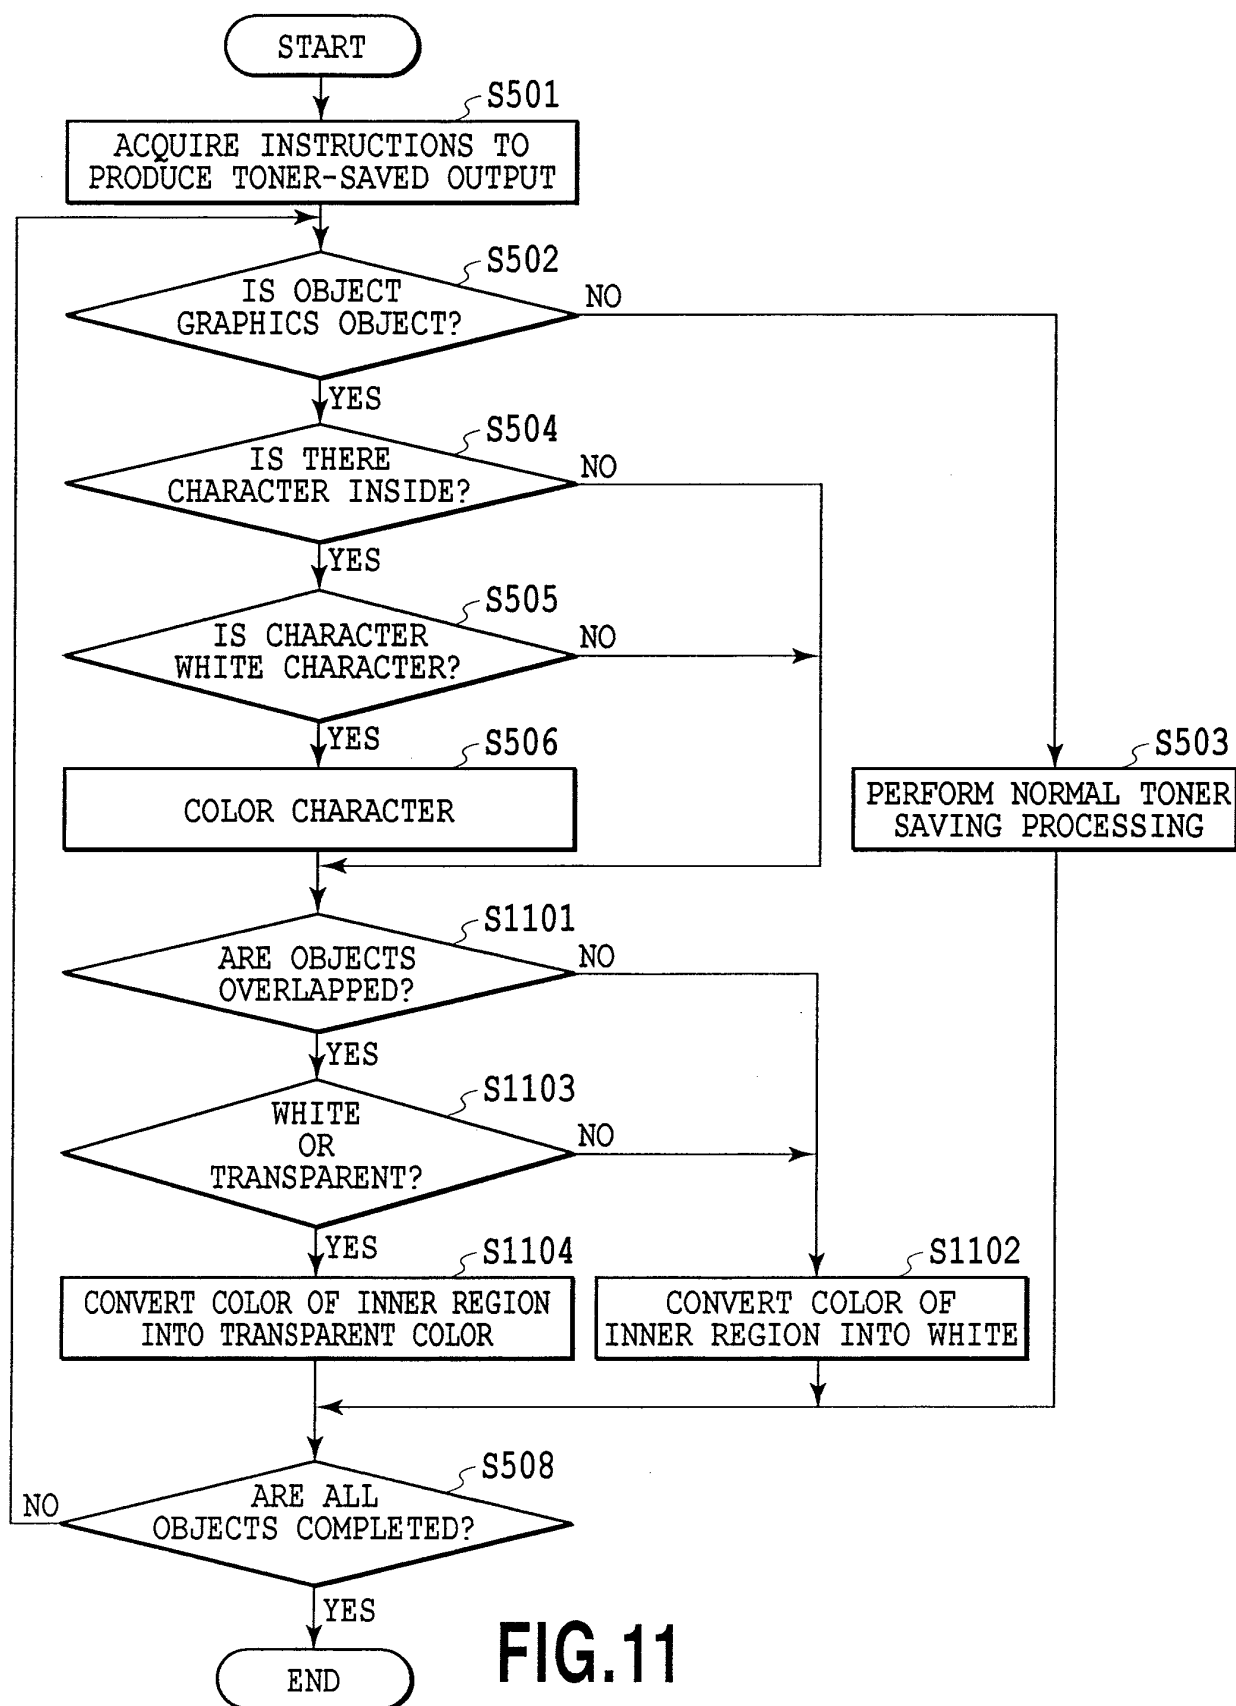 START
S501
ACQUIRE INSTRUCTIONS TO
PRODUCE TONER-SAVED OUTPUT
S502
IS OBJECT
GRAPHICS OBJECT?
NO
YES
S504
IS THERE
CHARACTER INSIDE?
NO
YES
S505
IS CHARACTER
WHITE CHARACTER?
NO
YES
S506
COLOR CHARACTER
S503
PERFORM NORMAL TONER
SAVING PROCESSING
S1101
ARE OBJECTS
OVERLAPPED?
NO
YES
S1103
WHITE
OR
TRANSPARENT?
NO
YES
S1104
CONVERT COLOR OF INNER REGION
INTO TRANSPARENT COLOR
S1102
CONVERT COLOR OF
INNER REGION INTO WHITE
S508
ARE ALL
OBJECTS COMPLETED?
NO
YES
END
FIG.11